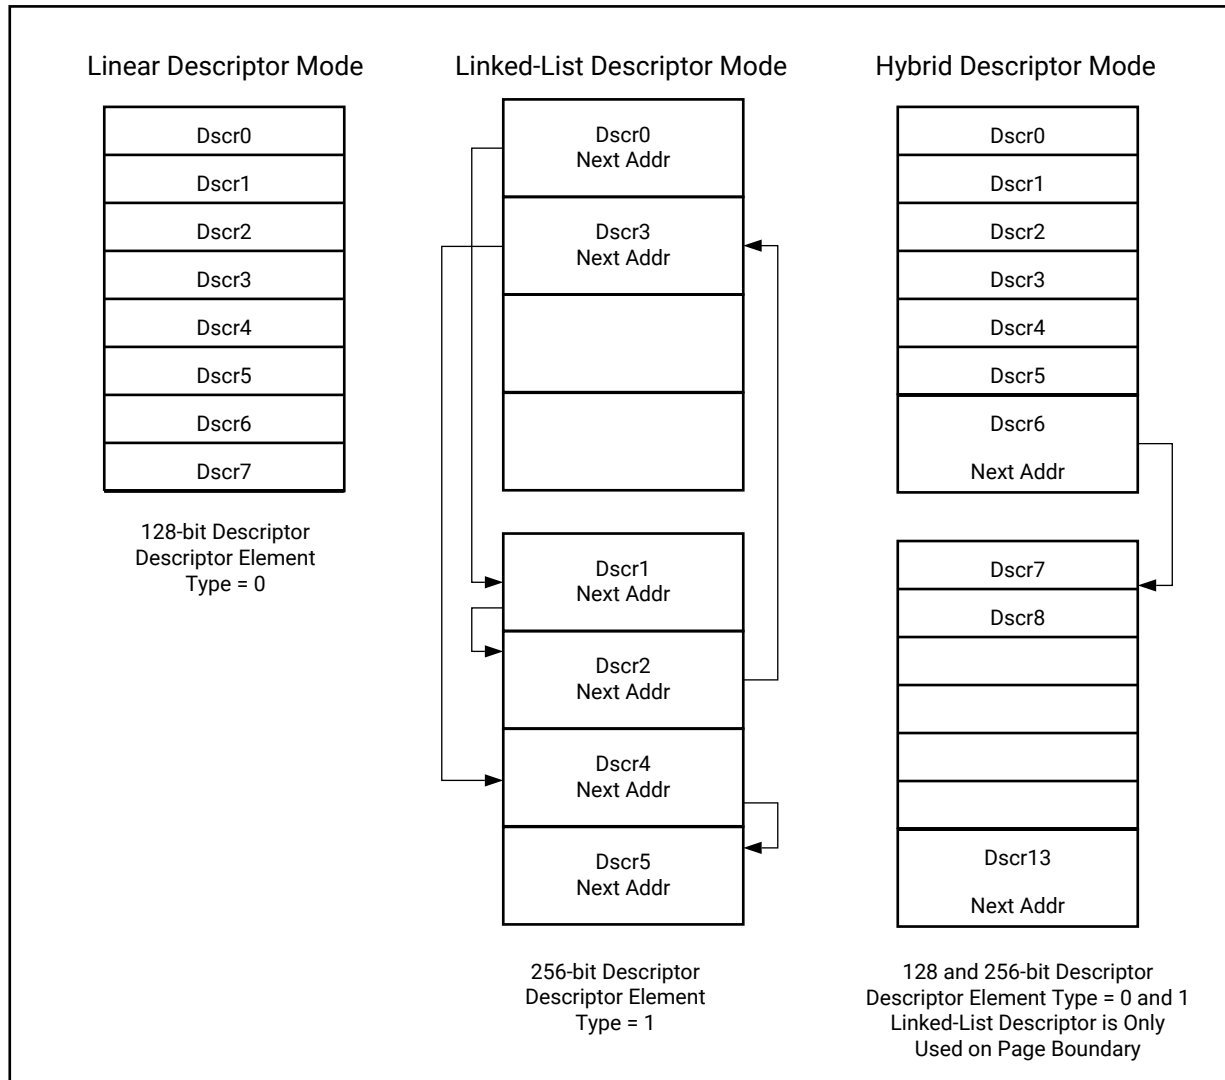 Linear Descriptor Mode
Dscr0
Dscr1
Dscr2
Dscr3
Dscr4
Dscr5
Dscr6
Dscr7
128-bit Descriptor
Descriptor Element
Type = 0
Linked-List Descriptor Mode
Dscr0
Next Addr
Dscr3
Next Addr
Dscr1
Next Addr
Dscr2
Next Addr
Dscr4
Next Addr
Dscr5
Next Addr
256-bit Descriptor
Descriptor Element
Type = 1
Hybrid Descriptor Mode
Dscr0
Dscr1
Dscr2
Dscr3
Dscr4
Dscr5
Dscr6
Next Addr
Dscr7
Dscr8
Dscr13
Next Addr
128 and 256-bit Descriptor
Descriptor Element Type = 0 and 1
Linked-List Descriptor is Only
Used on Page Boundary